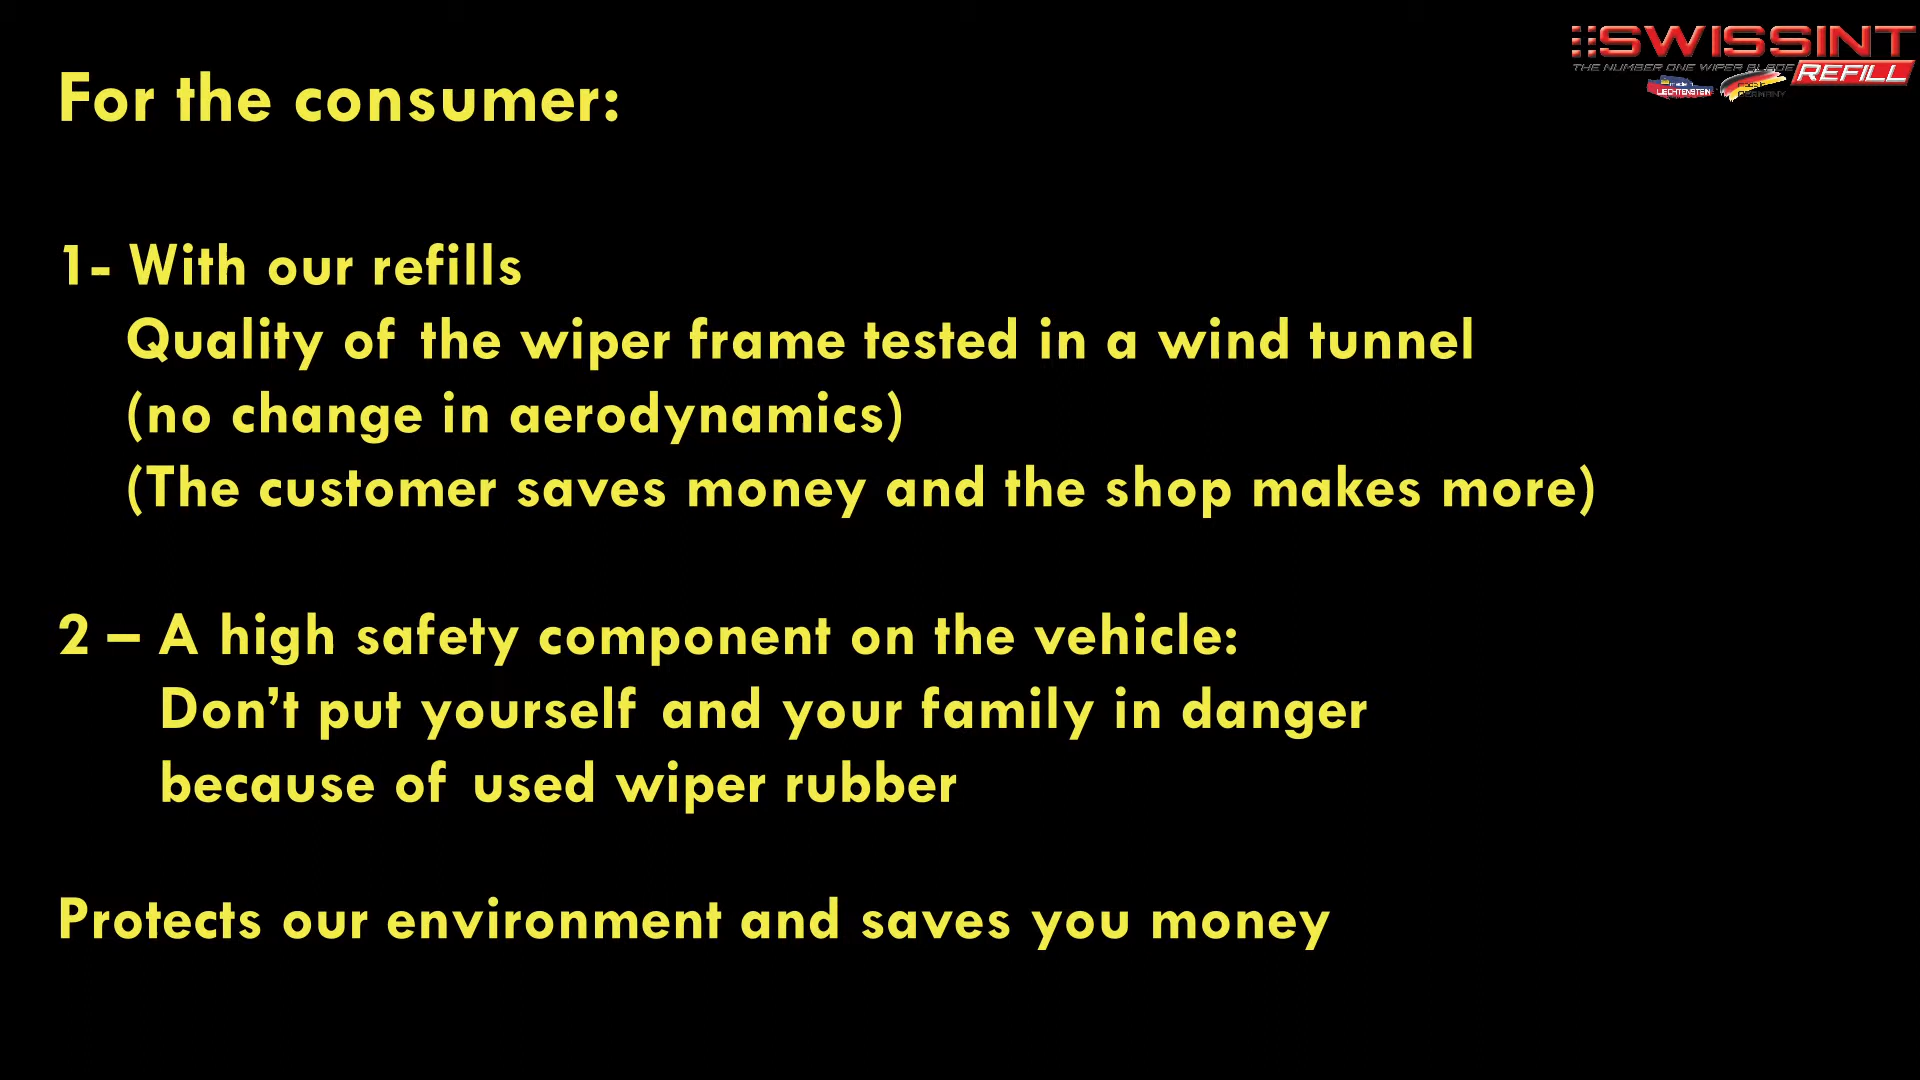 SWISSINT
THE NUMBER ONE WIPER BLADE
REFILL
LIECHTENSTEIN
GERMANY
For the consumer:
1- With our refills
Quality of the wiper frame tested in a wind tunnel
(no change in aerodynamics)
(The customer saves money and the shop makes more)
2 – A high safety component on the vehicle:
Don’t put yourself and your family in danger
because of used wiper rubber
Protects our environment and saves you money